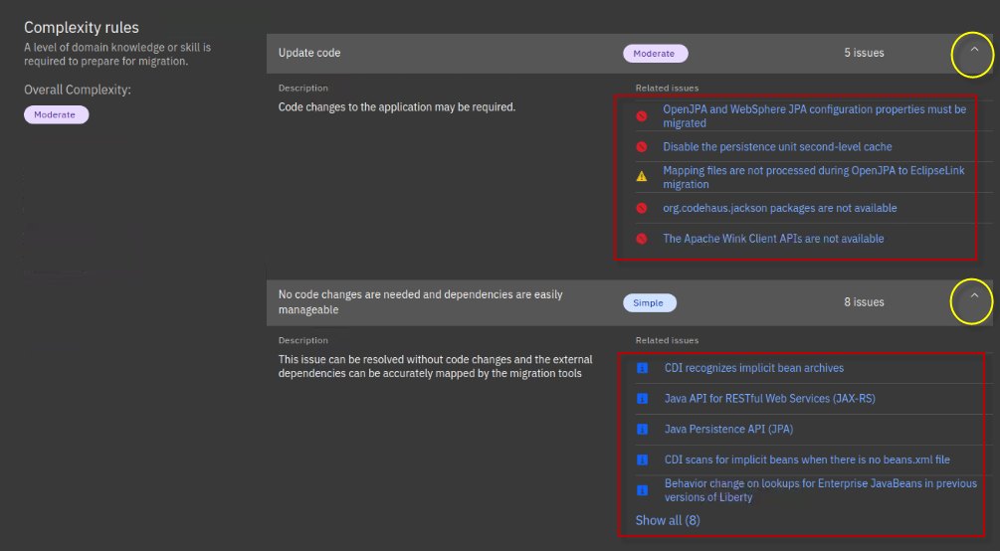 Complexity rules
A level of domain knowledge or skill is
required to prepare for migration.
Overall Complexity:
Moderate
Update code
Moderate
5 issues
Description
Code changes to the application may be required.
Related issues
OpenJPA and WebSphere JPA configuration properties must be
migrated
Disable the persistence unit second-level cache
Mapping files are not processed during OpenJPA to EclipseLink
migration
org.codehaus.jackson packages are not available
The Apache Wink Client APIs are not available
No code changes are needed and dependencies are easily
manageable
Simple
8 issues
Description
This issue can be resolved without code changes and the external
dependencies can be accurately mapped by the migration tools
Related issues
CDI recognizes implicit bean archives
Java API for RESTful Web Services (JAX-RS)
Java Persistence API (JPA)
CDI scans for implicit beans when there is no beans.xml file
Behavior change on lookups for Enterprise JavaBeans in previous
versions of Liberty
Show all (8)